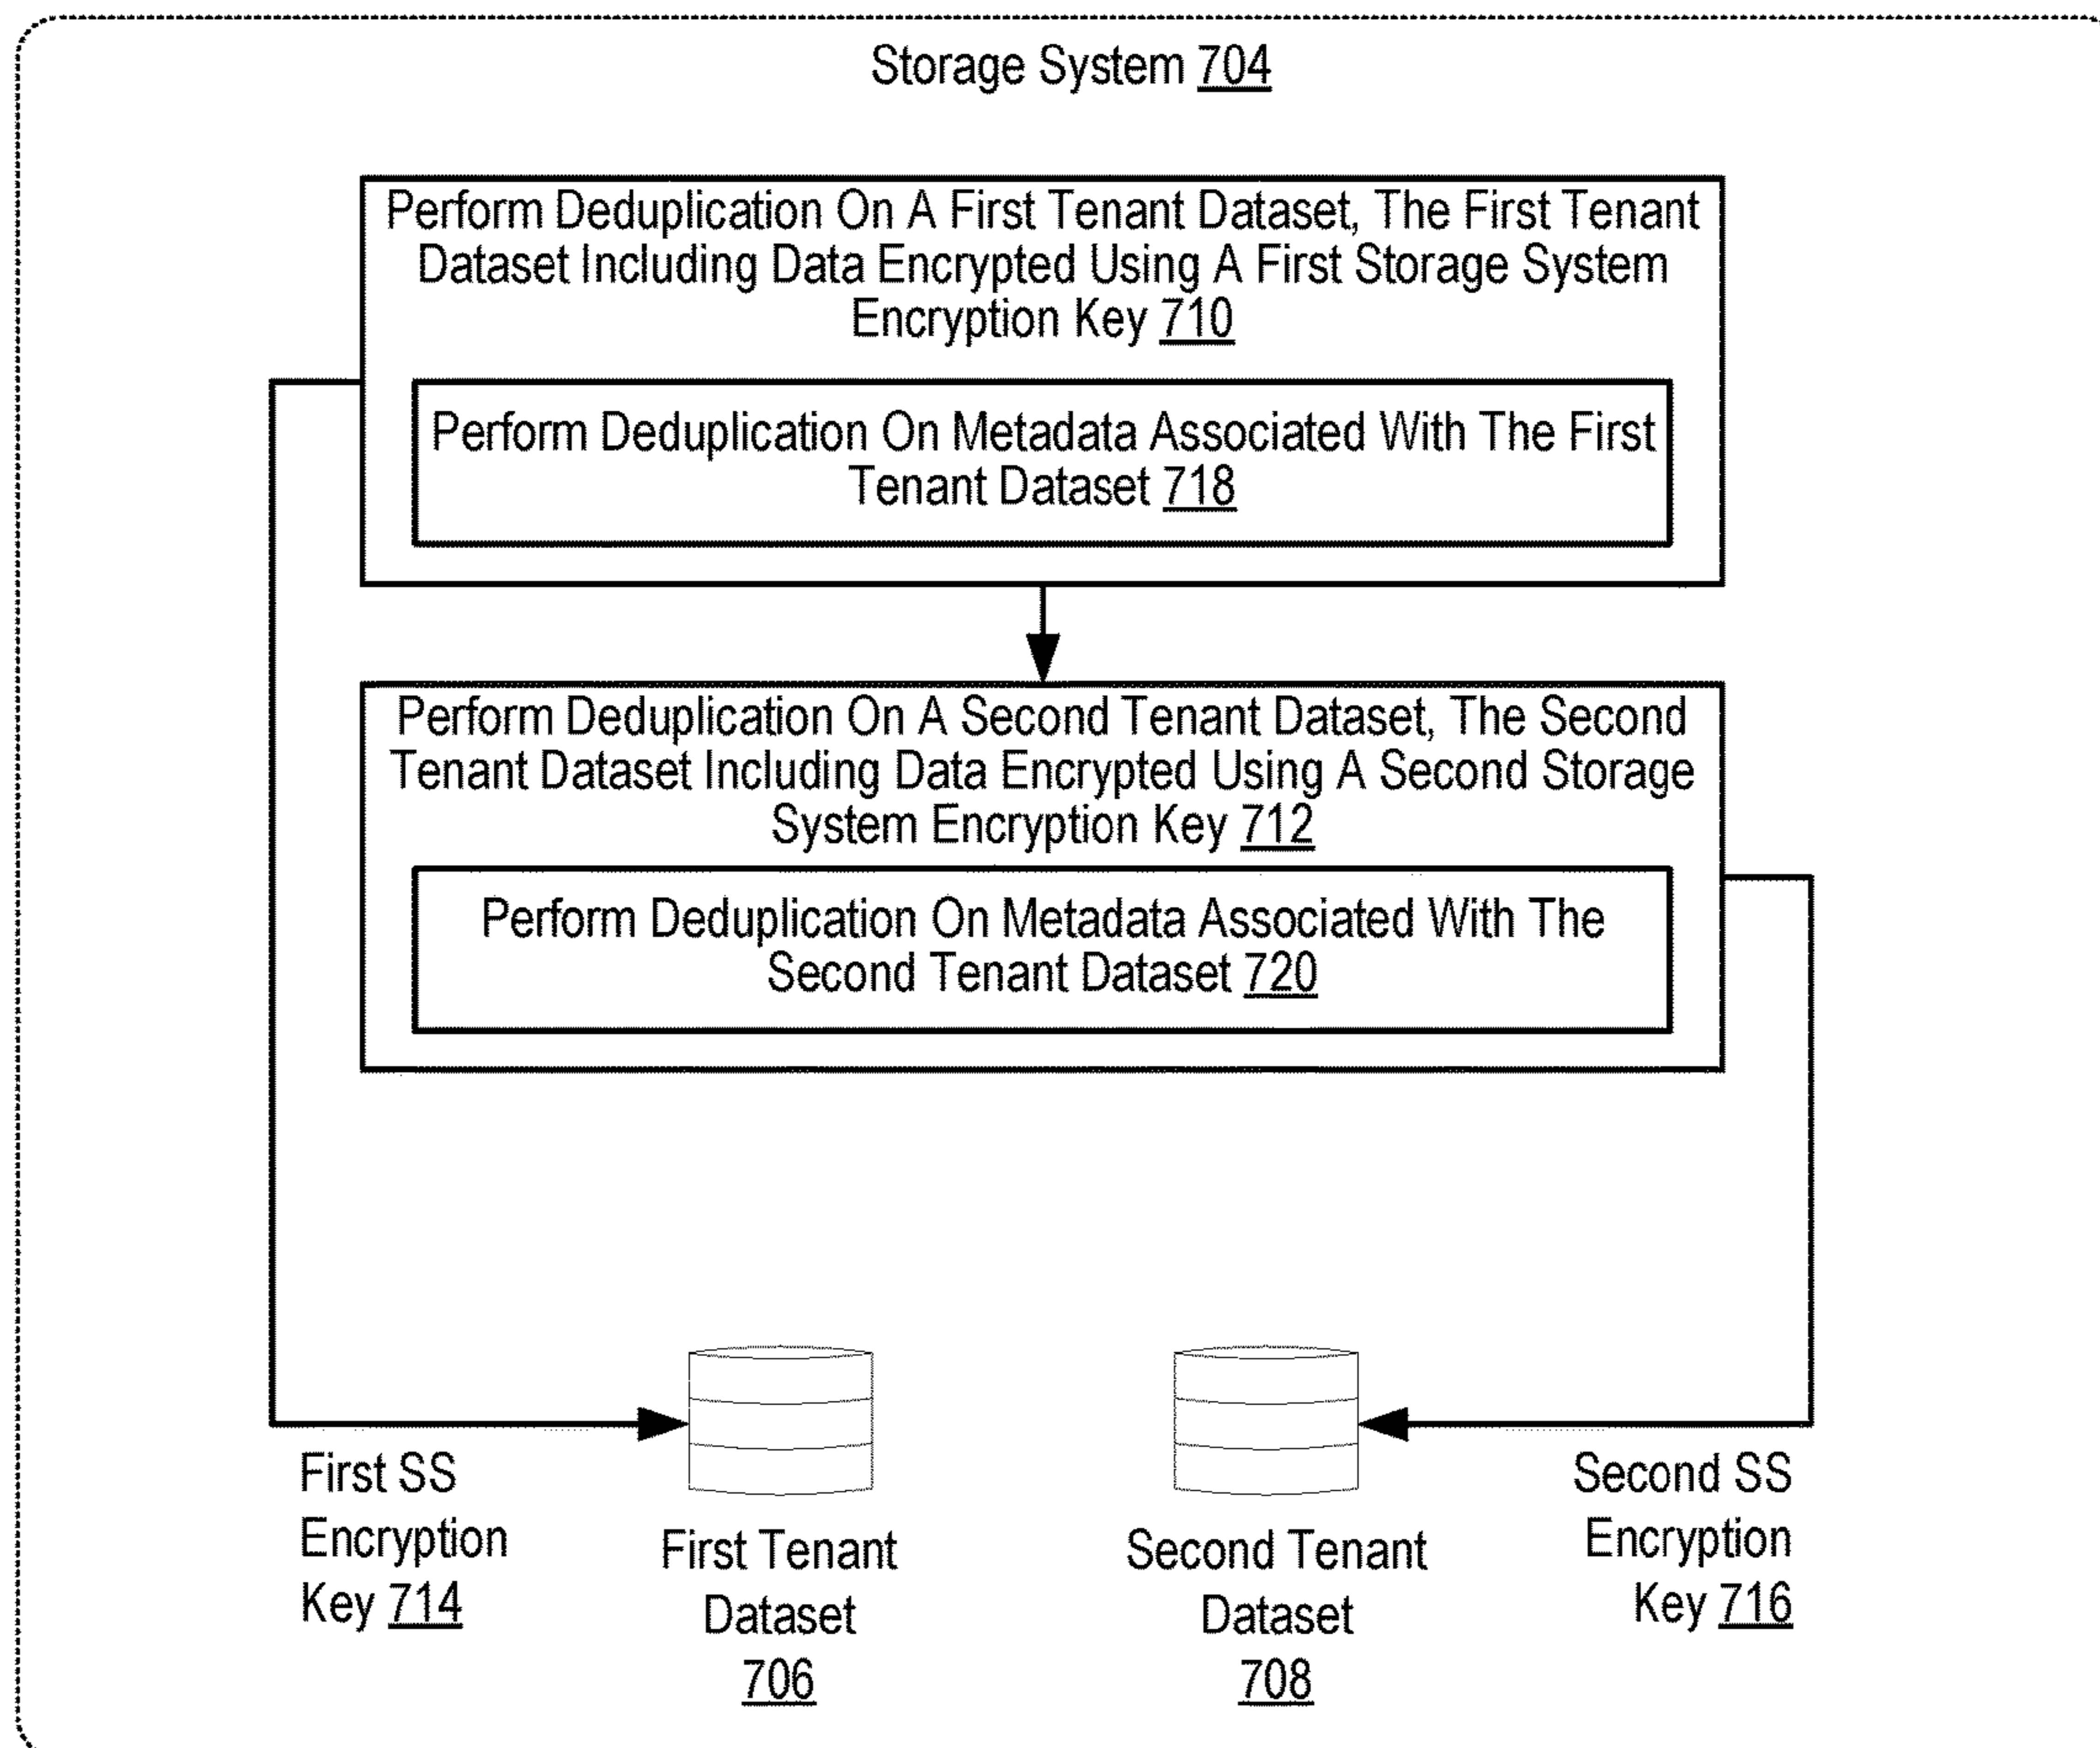 Storage System 704
Perform Deduplication On A First Tenant Dataset, The First Tenant
Dataset Including Data Encrypted Using A First Storage System
Encryption Key 710
Perform Deduplication On Metadata Associated With The First
Tenant Dataset 718
Perform Deduplication On A Second Tenant Dataset, The Second
Tenant Dataset Including Data Encrypted Using A Second Storage
System Encryption Key 712
Perform Deduplication On Metadata Associated With The
Second Tenant Dataset 720
First SS
Encryption
Key 714
First Tenant
Dataset
706
Second Tenant
Dataset
708
Second SS
Encryption
Key 716